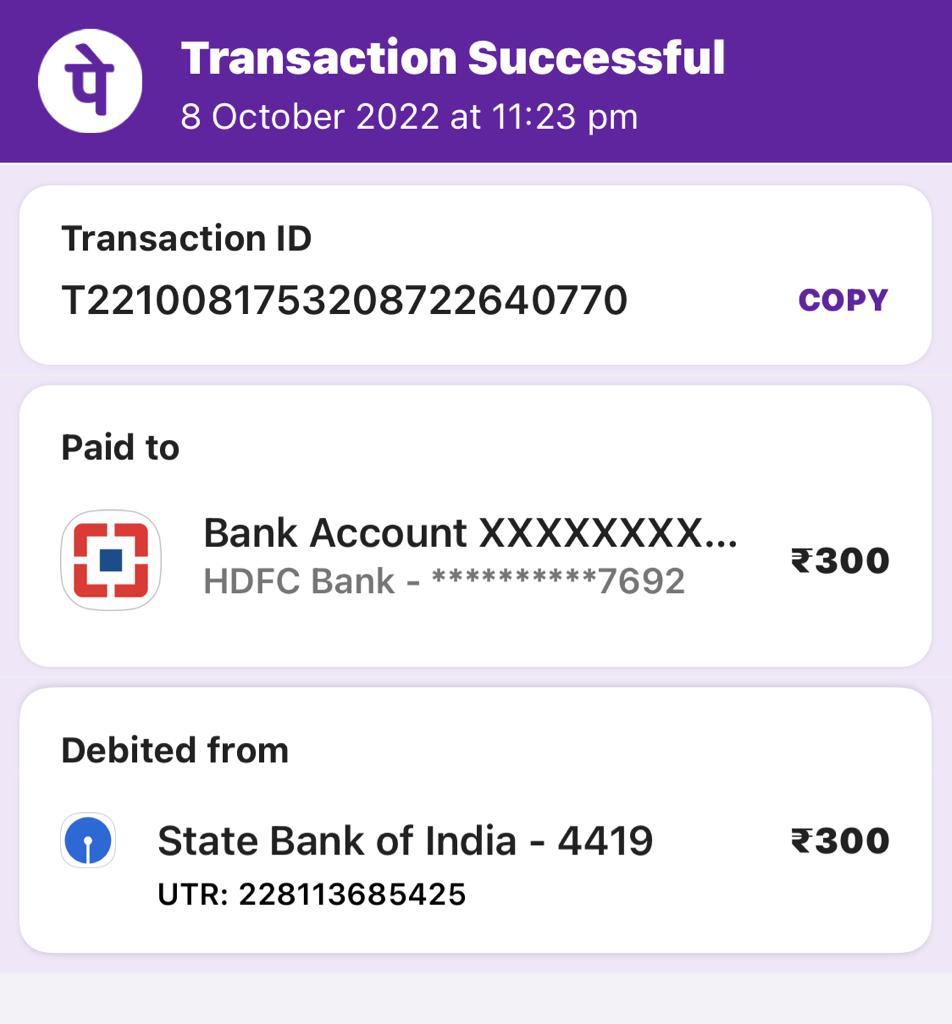 पे
Transaction Successful
8 October 2022 at 11:23 pm
Transaction ID
T2210081753208722640770
COPY
Paid to
Bank Account XXXXXXXX...
HDFC Bank - **********7692
₹300
Debited from
State Bank of India - 4419
₹300
UTR: 228113685425